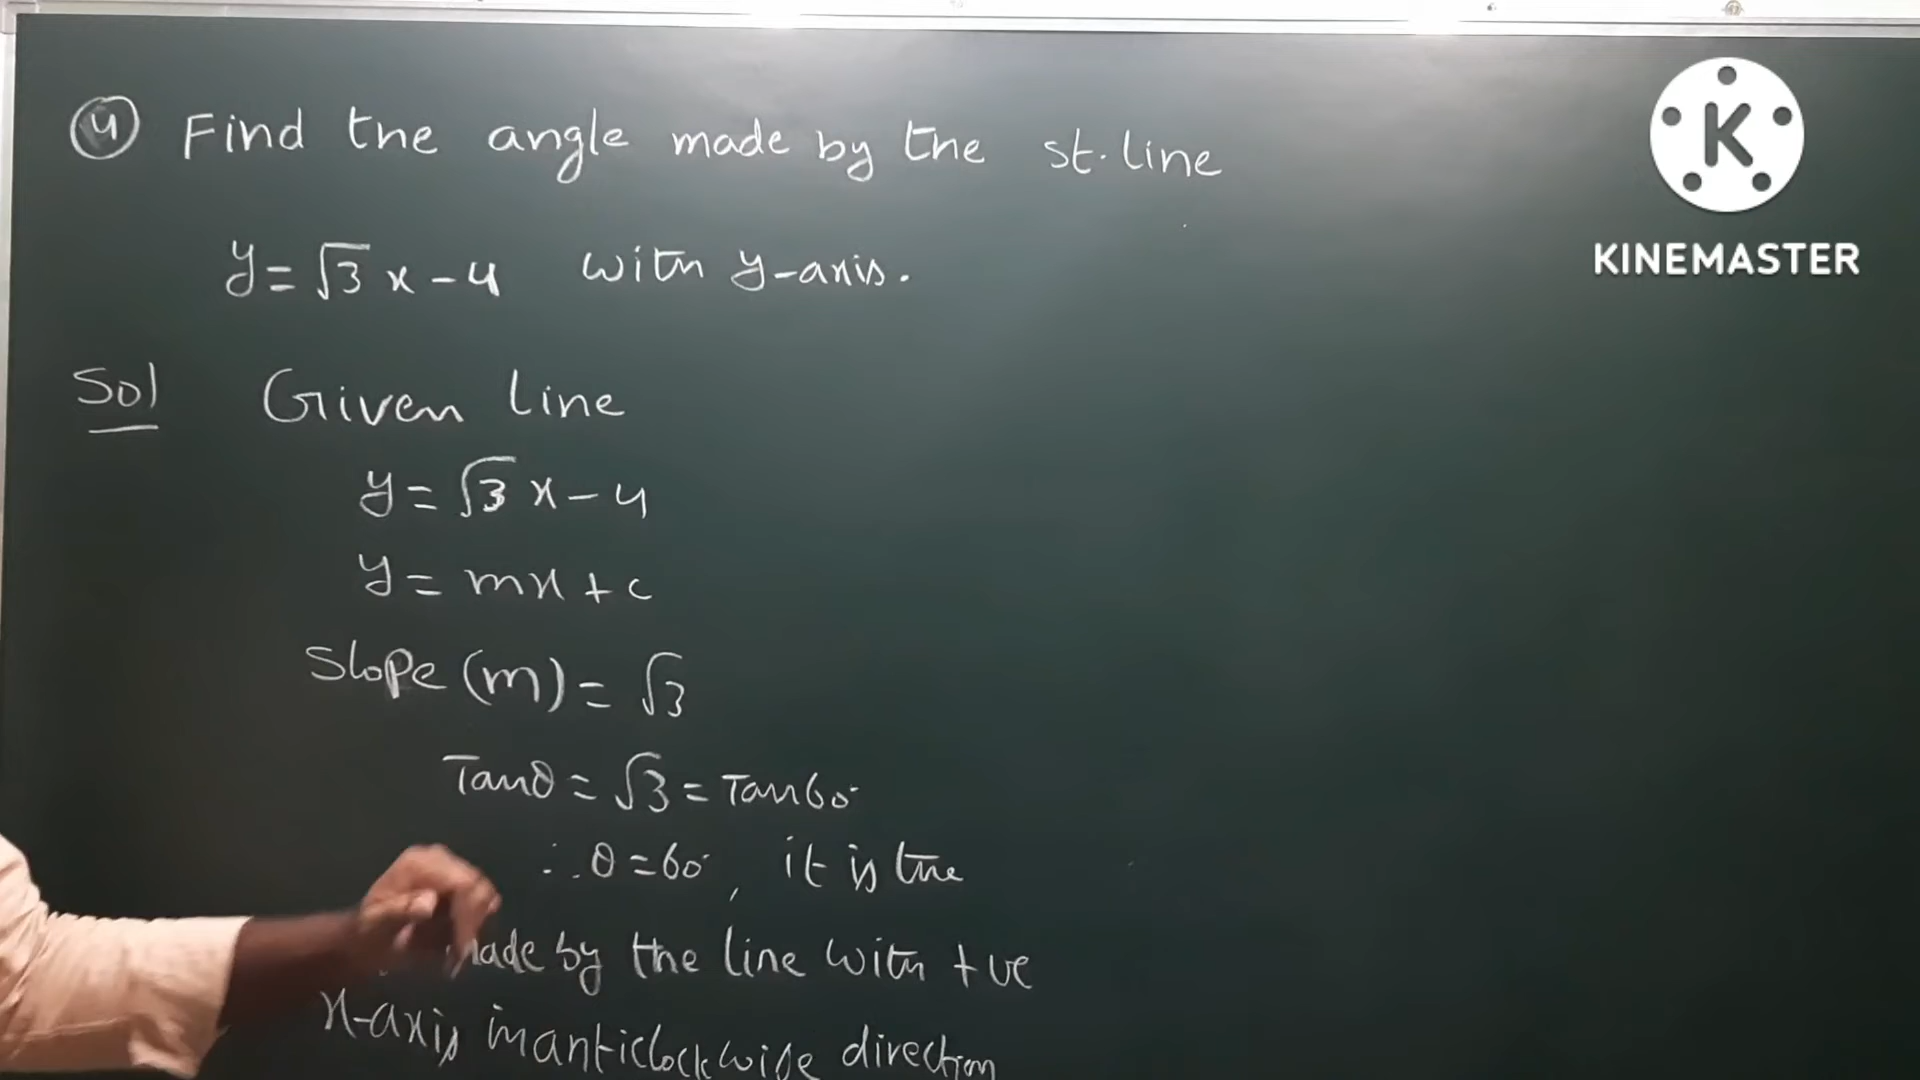 ④ Find the angle made by the st. line
y = √3 x - 4 with y-axis.
Sol Given line
y = √3 x - 4
y = mx + c
Slope (m) = √3
Tanθ = √3 = Tan60°
∴ θ = 60°, it is the
made by the line with +ve
x-axis in anticlockwise direction
K
KINEMASTER